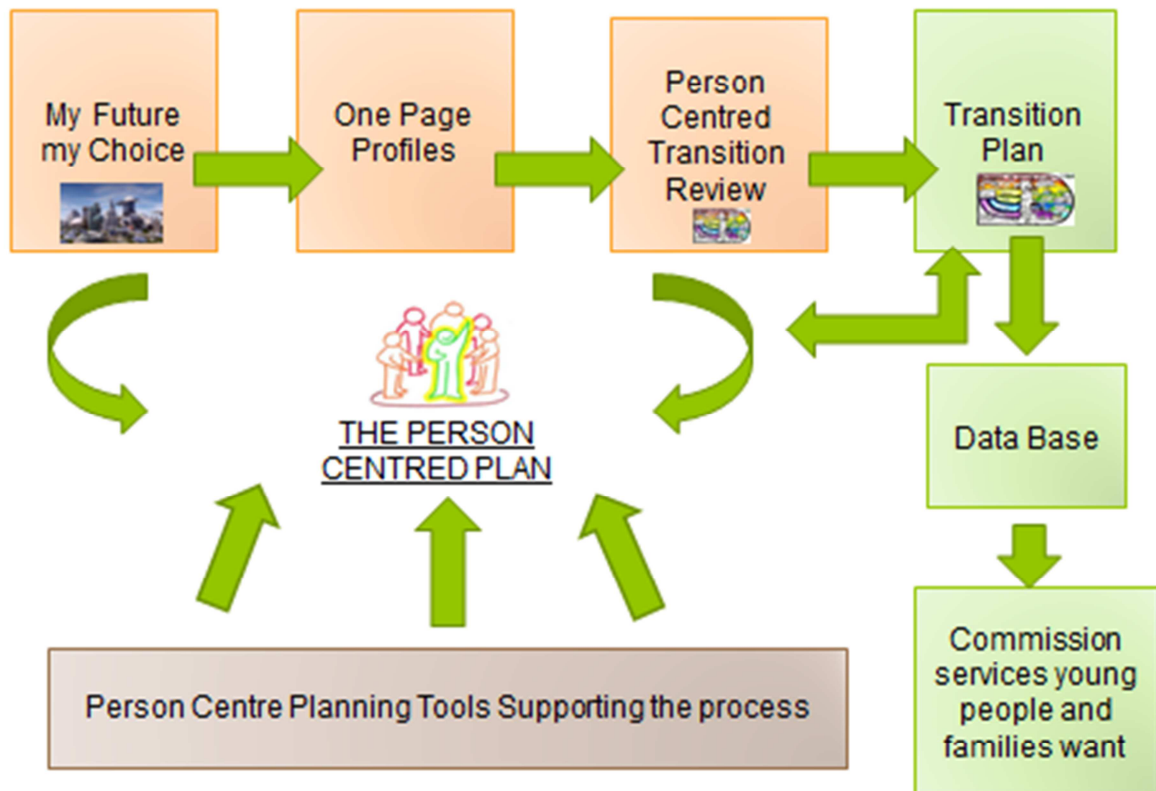 My Future
my Choice
One Page
Profiles
Person
Centred
Transition
Review
Transition
Plan
THE PERSON
CENTRED PLAN
Data Base
Person Centre Planning Tools Supporting the process
Commission
services young
people and
families want